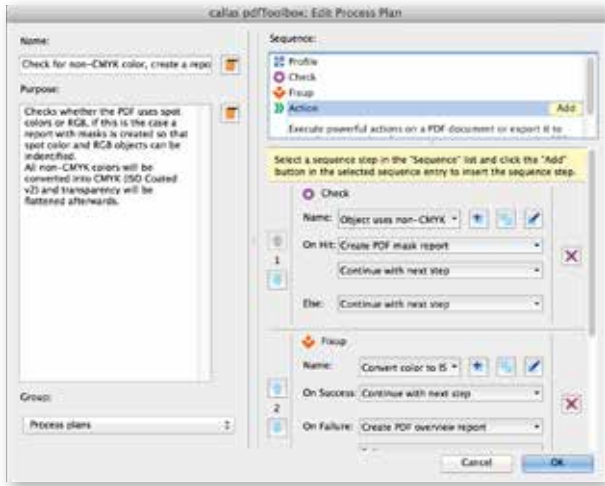 callas pdfToolbox: Edit Process Plan
Name:
Check for non-CMYK color, create a repo
Purpose:
Checks whether the PDF uses spot
colors or RGB, if this is the case a
report with masks is created so that
spot color and RGB objects can be
indentified.
All non-CMYK colors will be
converted into CMYK (ISO Coated
v2) and transparency will be
flattened afterwards.
Group:
Process plans
Sequence:
Profile
Check
Fixup
Action
Add
Execute powerful actions on a PDF document or export it to
Select a sequence step in the "Sequence" list and click the "Add"
button in the selected sequence entry to insert the sequence step.
Check
Name: Object uses non-CMYK
On Hit: Create PDF mask report
1
Continue with next step
Else: Continue with next step
Fixup
Name: Convert color to IS
On Success: Continue with next step
2
On Failure: Create PDF overview report
Cancel
OK